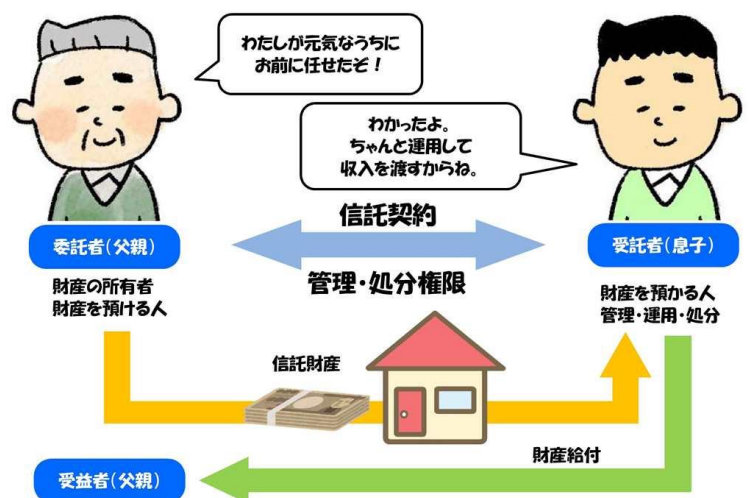 わたしが元気なうちに
お前に任せたぞ！
わかったよ。
ちゃんと運用して
収入を渡すからね。
信託契約
委託者（父親）
受託者（息子）
管理・処分権限
財産の所有者
財産を預ける人
財産を預かる人
管理・運用・処分
信託財産
財産給付
受益者（父親）